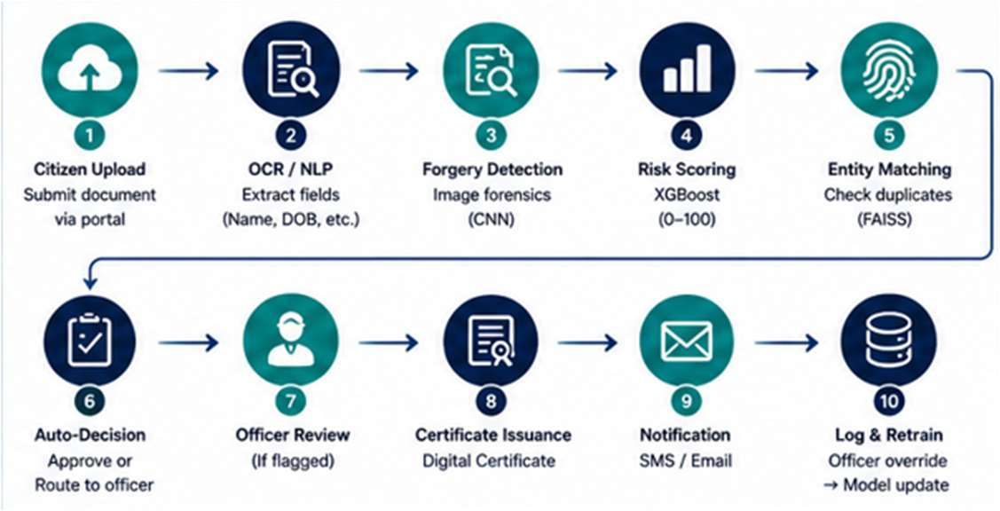 1
Citizen Upload
Submit document
via portal
2
OCR / NLP
Extract fields
(Name, DOB, etc.)
3
Forgery Detection
Image forensics
(CNN)
4
Risk Scoring
XGBoost
(0–100)
5
Entity Matching
Check duplicates
(FAISS)
6
Auto-Decision
Approve or
Route to officer
7
Officer Review
(If flagged)
8
Certificate Issuance
Digital Certificate
9
Notification
SMS / Email
10
Log & Retrain
Officer override
→ Model update